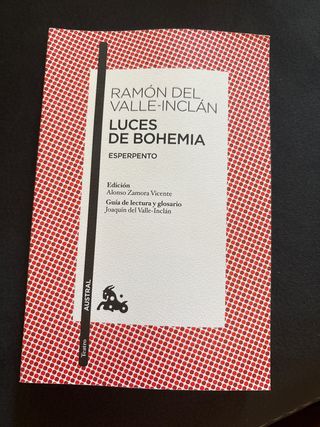 RAMÓN DEL
VALLE-INCLÁN
LUCES
DE BOHEMIA
ESPERPENTO
Edición
Alonso Zamora Vicente
Guía de lectura y glosario
Joaquín del Valle-Inclán
AUSTRAL
Teatro